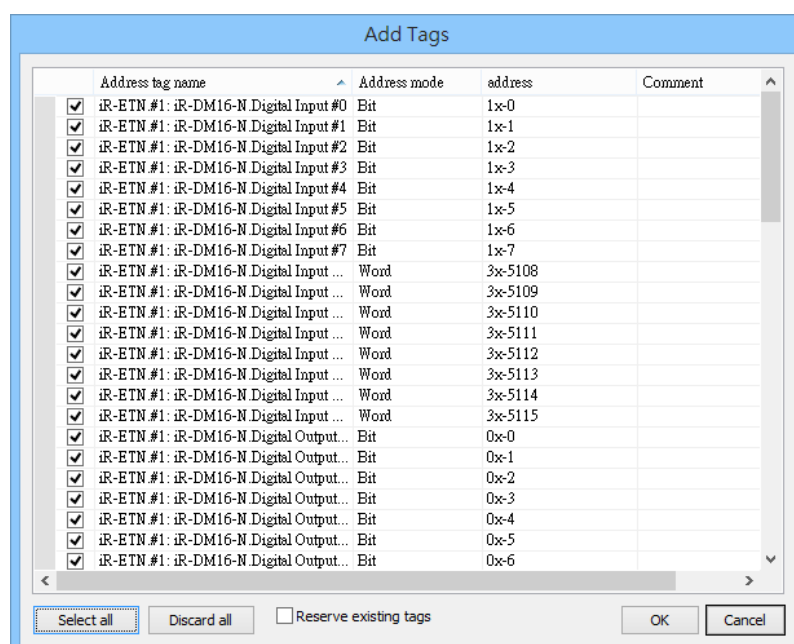 Add Tags
Address tag name Address mode address Comment
iR-ETN.#1: iR-DM16-N.Digital Input #0 Bit 1x-0
iR-ETN.#1: iR-DM16-N.Digital Input #1 Bit 1x-1
iR-ETN.#1: iR-DM16-N.Digital Input #2 Bit 1x-2
iR-ETN.#1: iR-DM16-N.Digital Input #3 Bit 1x-3
iR-ETN.#1: iR-DM16-N.Digital Input #4 Bit 1x-4
iR-ETN.#1: iR-DM16-N.Digital Input #5 Bit 1x-5
iR-ETN.#1: iR-DM16-N.Digital Input #6 Bit 1x-6
iR-ETN.#1: iR-DM16-N.Digital Input #7 Bit 1x-7
iR-ETN.#1: iR-DM16-N.Digital Input ... Word 3x-5108
iR-ETN.#1: iR-DM16-N.Digital Input ... Word 3x-5109
iR-ETN.#1: iR-DM16-N.Digital Input ... Word 3x-5110
iR-ETN.#1: iR-DM16-N.Digital Input ... Word 3x-5111
iR-ETN.#1: iR-DM16-N.Digital Input ... Word 3x-5112
iR-ETN.#1: iR-DM16-N.Digital Input ... Word 3x-5113
iR-ETN.#1: iR-DM16-N.Digital Input ... Word 3x-5114
iR-ETN.#1: iR-DM16-N.Digital Input ... Word 3x-5115
iR-ETN.#1: iR-DM16-N.Digital Output... Bit 0x-0
iR-ETN.#1: iR-DM16-N.Digital Output... Bit 0x-1
iR-ETN.#1: iR-DM16-N.Digital Output... Bit 0x-2
iR-ETN.#1: iR-DM16-N.Digital Output... Bit 0x-3
iR-ETN.#1: iR-DM16-N.Digital Output... Bit 0x-4
iR-ETN.#1: iR-DM16-N.Digital Output... Bit 0x-5
iR-ETN.#1: iR-DM16-N.Digital Output... Bit 0x-6
Select all Discard all Reserve existing tags OK Cancel